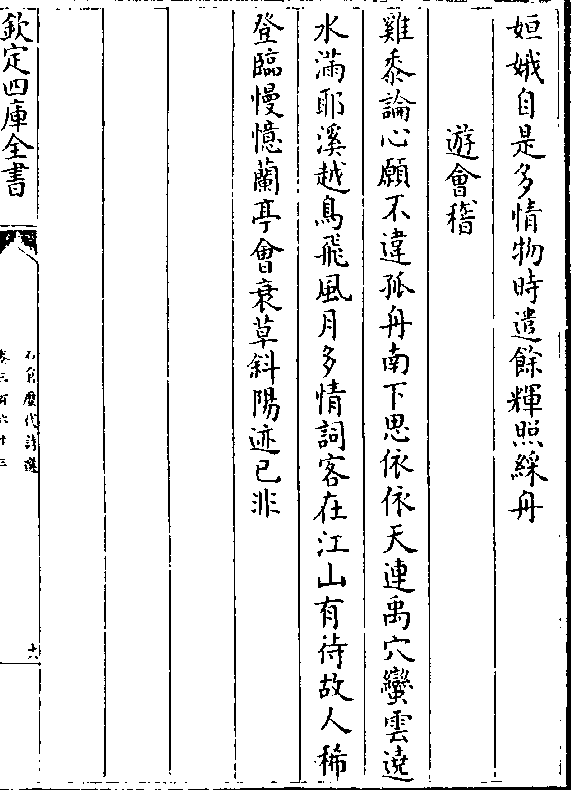 姮娥自是多情物時遣餘輝照綵舟
遊會稽
雞黍論心願不違孤舟南下思依依天連禹穴蠻雲遶
水滿耶溪越鳥飛風月多情詞客在江山有待故人稀
登臨慢憶蘭亭會衰草斜陽迹已非
欽定四庫全書
石倉歷代詩選
卷三百六十三
十六